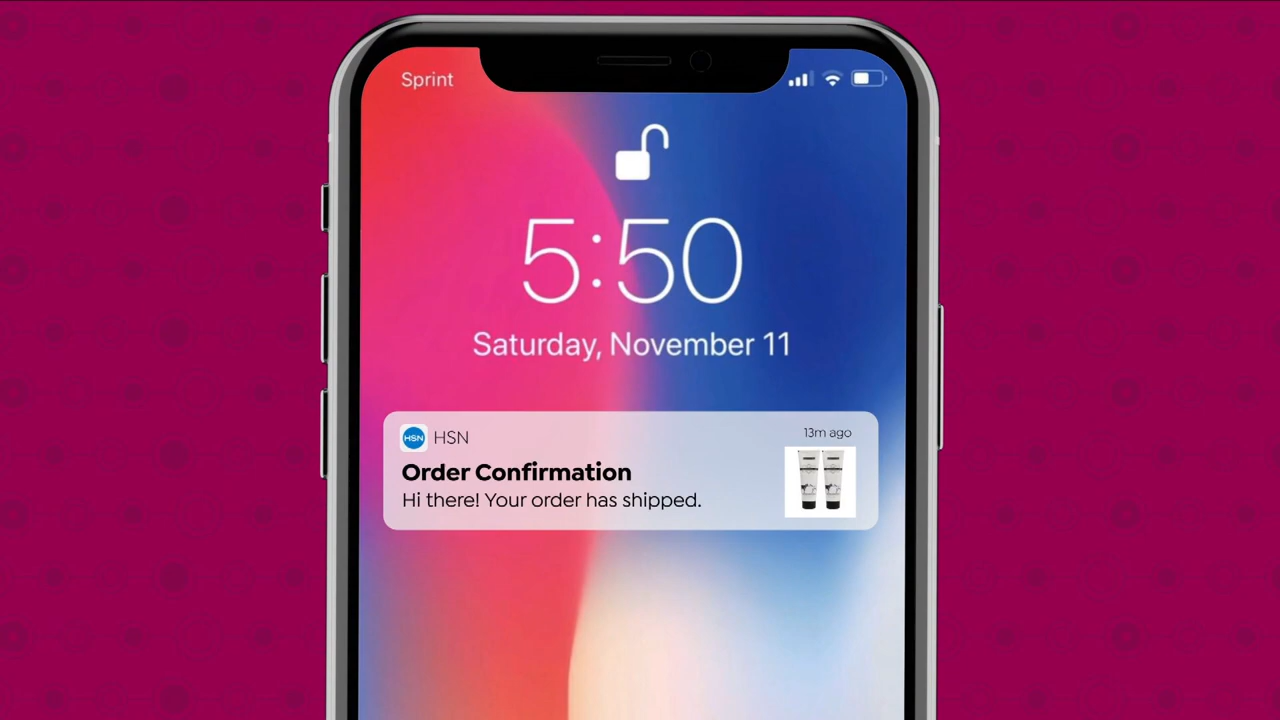 Sprint
5:50
Saturday, November 11
HSN HSN
13m ago
Order Confirmation
Hi there! Your order has shipped.